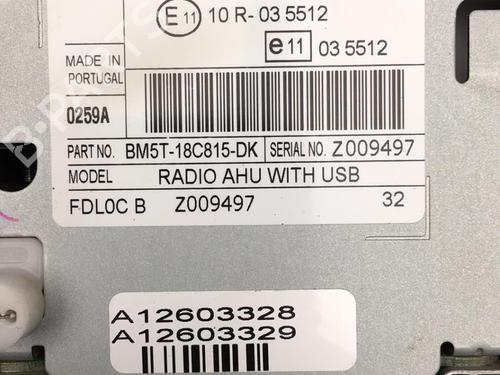 E 11 10 R- 03 5512
e 11 03 5512
MADE IN
PORTUGAL
0259A
PART NO. BM5T-18C815-DK SERIAL NO. Z009497
MODEL RADIO AHU WITH USB
FDL0C B Z009497 32
A12603328
A12603329
B-PARTS